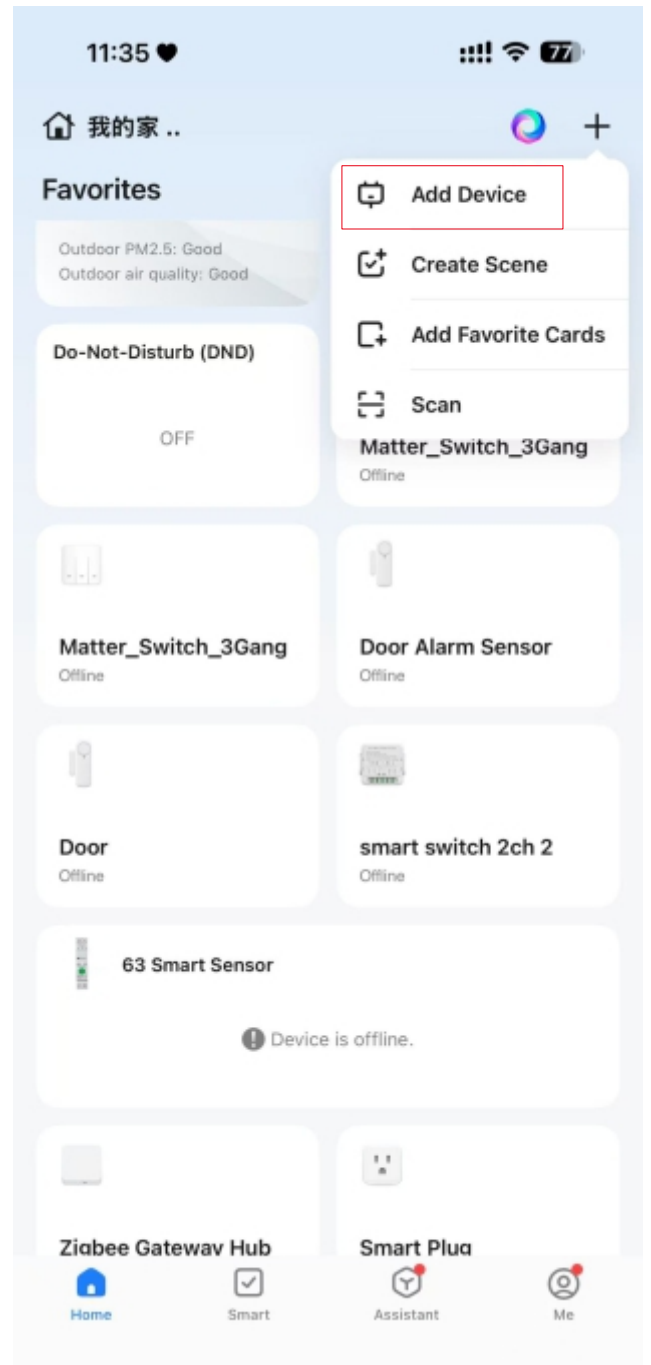 11:35
77
我的家 ..
Favorites
Add Device
Outdoor PM2.5: Good
Outdoor air quality: Good
Create Scene
Add Favorite Cards
Do-Not-Disturb (DND)
Scan
OFF
Matter_Switch_3Gang
Offline
Matter_Switch_3Gang
Offline
Door Alarm Sensor
Offline
Door
Offline
smart switch 2ch 2
Offline
63 Smart Sensor
Device is offline.
Zigbee Gateway Hub
Smart Plug
Home
Smart
Assistant
Me